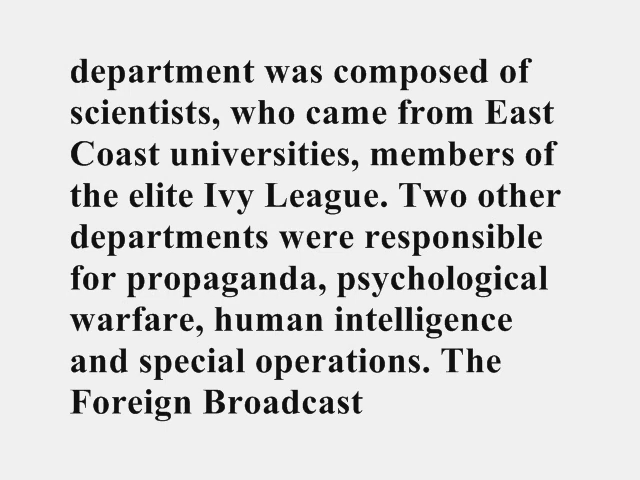 department was composed of
scientists, who came from East
Coast universities, members of
the elite Ivy League. Two other
departments were responsible
for propaganda, psychological
warfare, human intelligence
and special operations. The
Foreign Broadcast